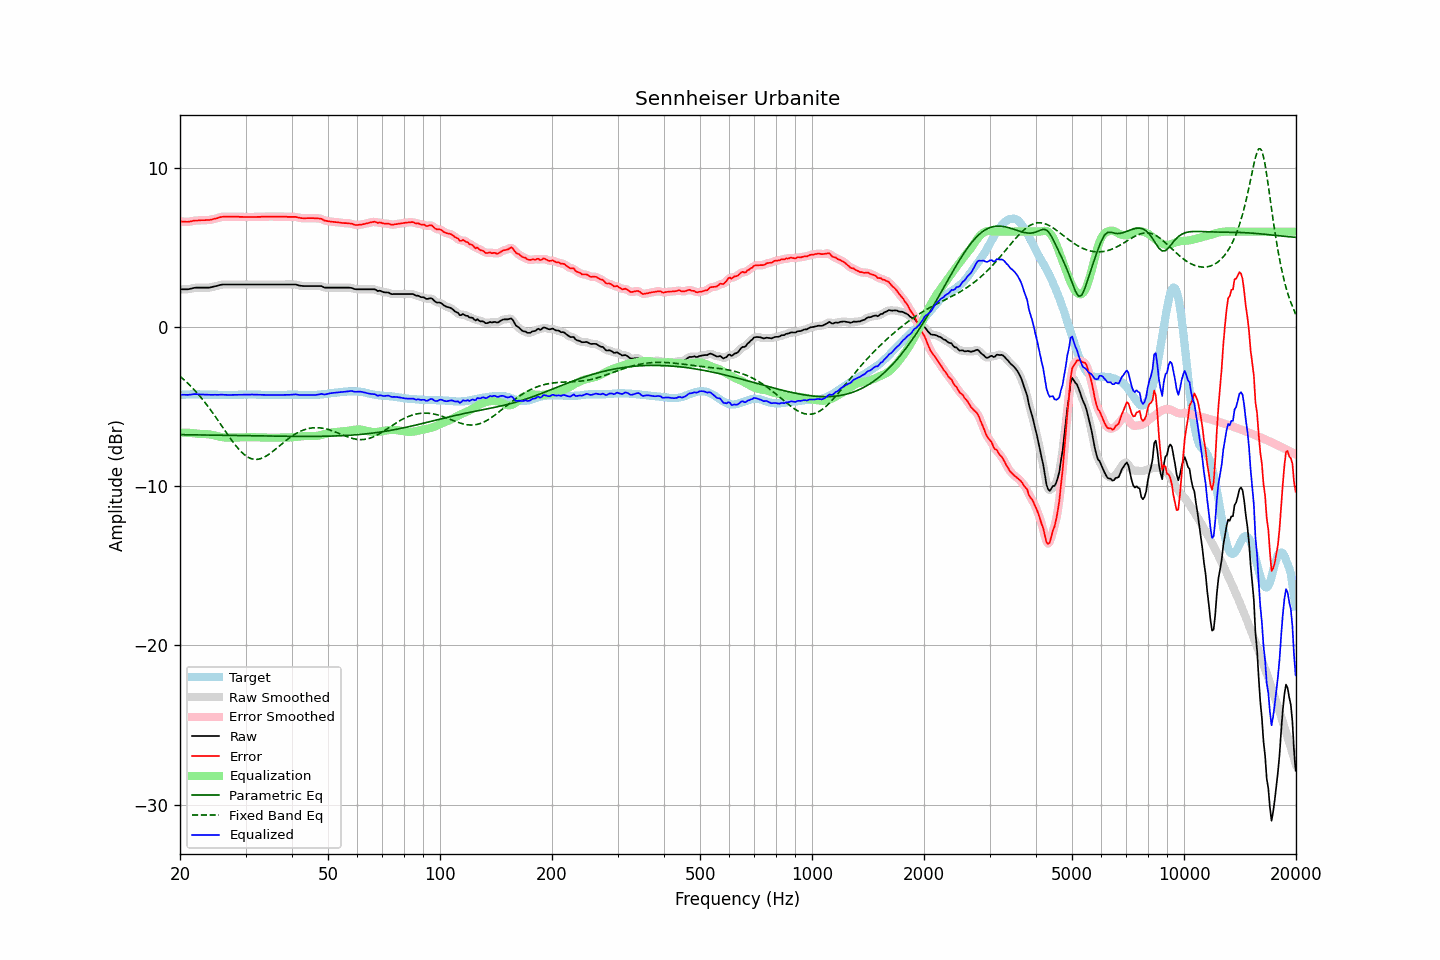 Sennheiser Urbanite
10
0
−10
−20
−30
Amplitude (dBr)
Target
Raw Smoothed
Error Smoothed
Raw
Error
Equalization
Parametric Eq
Fixed Band Eq
Equalized
20
50
100
200
500
1000
2000
5000
10000
20000
Frequency (Hz)